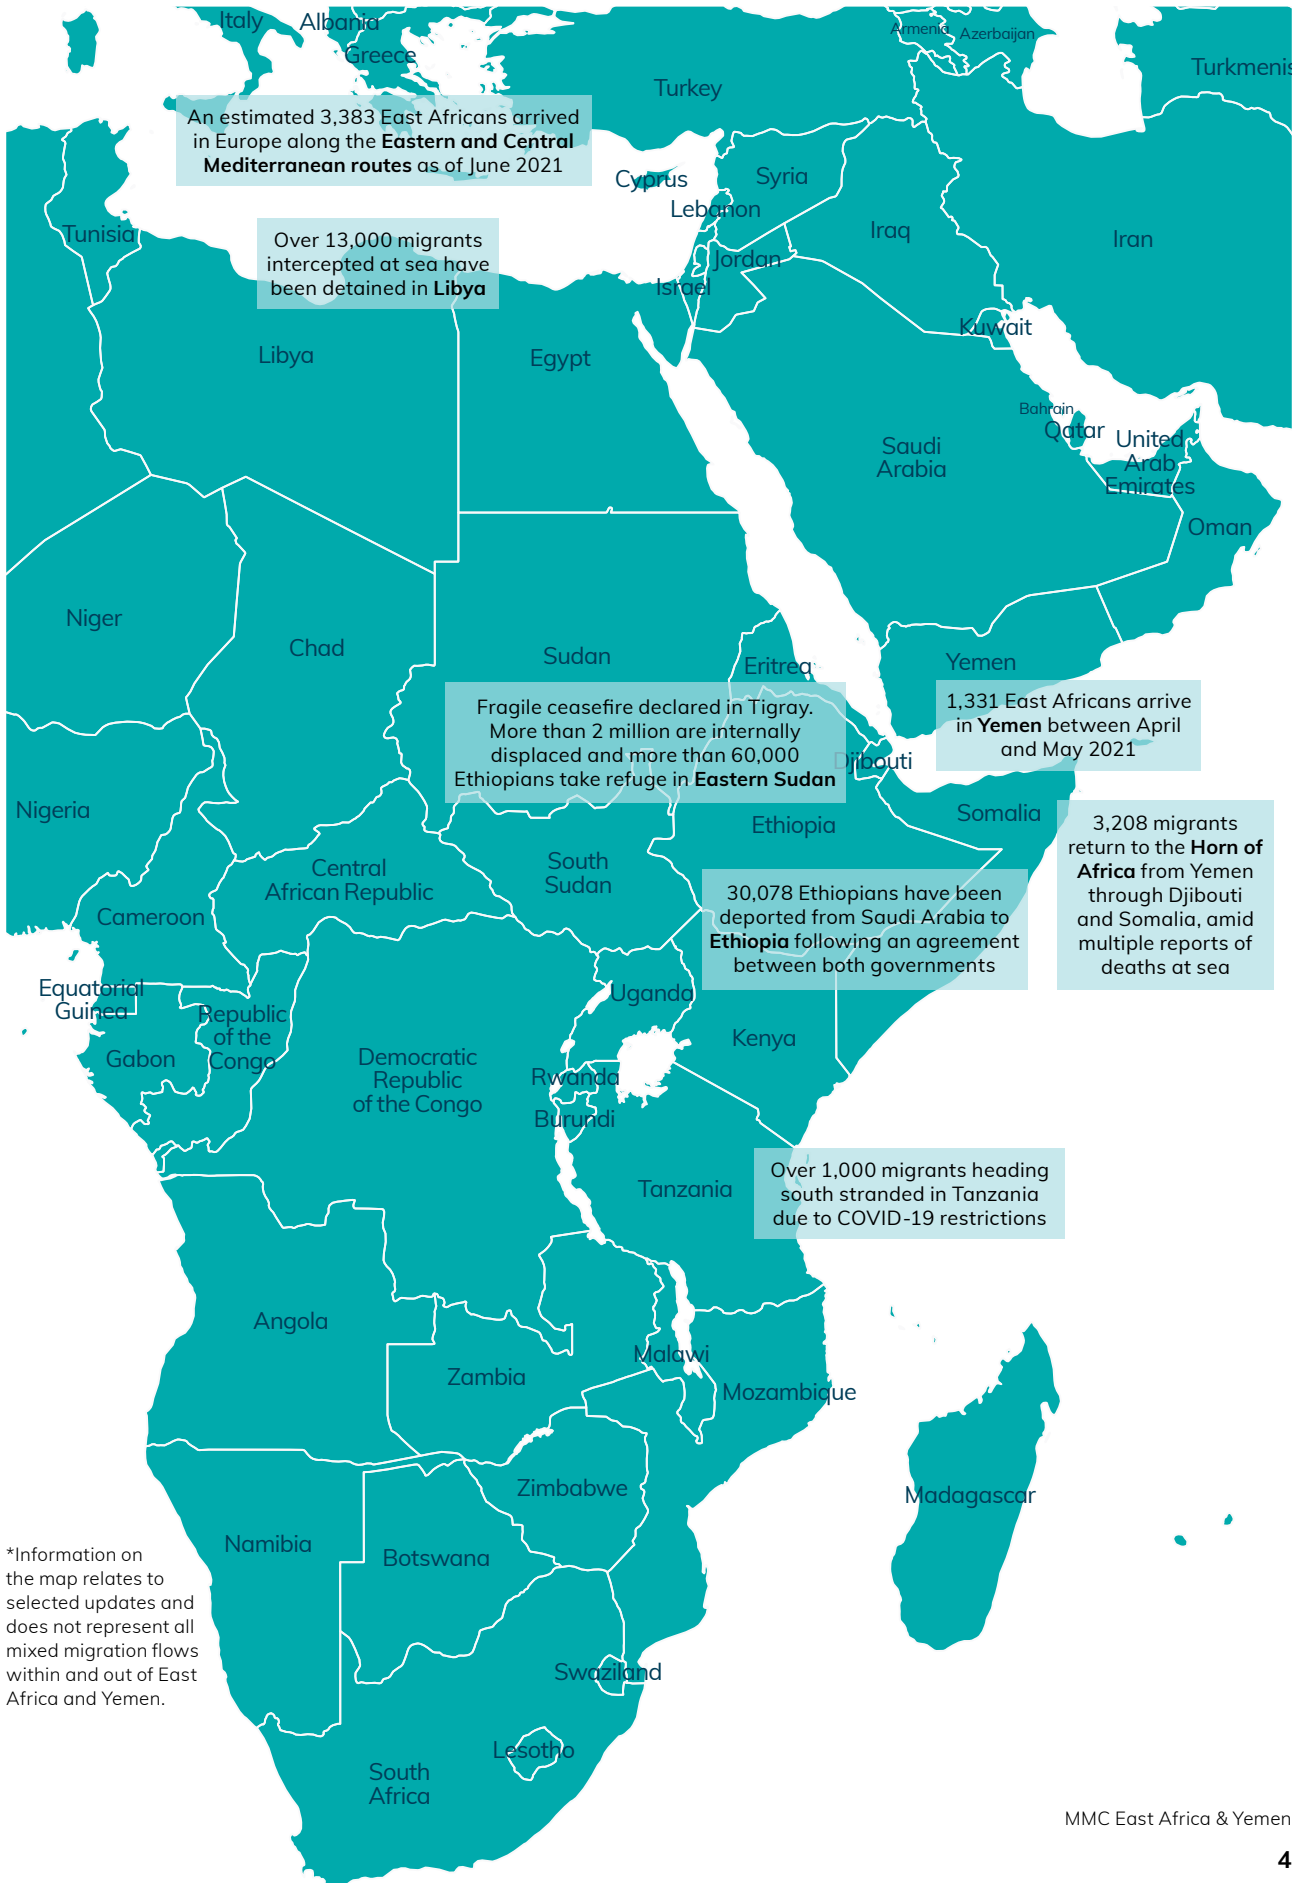 Italy
Albania
Greece
Armenia
Azerbaijan
Turkmenis
Turkey
An estimated 3,383 East Africans arrived
in Europe along the Eastern and Central
Mediterranean routes as of June 2021
Cyprus
Syria
Lebanon
Tunisia
Iraq
Iran
Over 13,000 migrants
intercepted at sea have
been detained in Libya
Jordan
Israel
Kuwait
Libya
Egypt
Bahrain
Qatar
United
Arab
Emirates
Saudi
Arabia
Oman
Niger
Chad
Sudan
Eritrea
Yemen
Fragile ceasefire declared in Tigray.
More than 2 million are internally
displaced and more than 60,000
Ethiopians take refuge in Eastern Sudan
1,331 East Africans arrive
in Yemen between April
and May 2021
Djibouti
Nigeria
Ethiopia
Somalia
3,208 migrants
return to the Horn of
Africa from Yemen
through Djibouti
and Somalia, amid
multiple reports of
deaths at sea
Central
African Republic
South
Sudan
30,078 Ethiopians have been
deported from Saudi Arabia to
Ethiopia following an agreement
between both governments
Cameroon
Equatorial
Guinea
Republic
of the
Congo
Uganda
Kenya
Gabon
Democratic
Republic
of the Congo
Rwanda
Burundi
Tanzania
Over 1,000 migrants heading
south stranded in Tanzania
due to COVID-19 restrictions
Angola
Malawi
Zambia
Mozambique
Zimbabwe
Madagascar
Namibia
Botswana
*Information on
the map relates to
selected updates and
does not represent all
mixed migration flows
within and out of East
Africa and Yemen.
Swaziland
Lesotho
South
Africa
MMC East Africa & Yemen
4